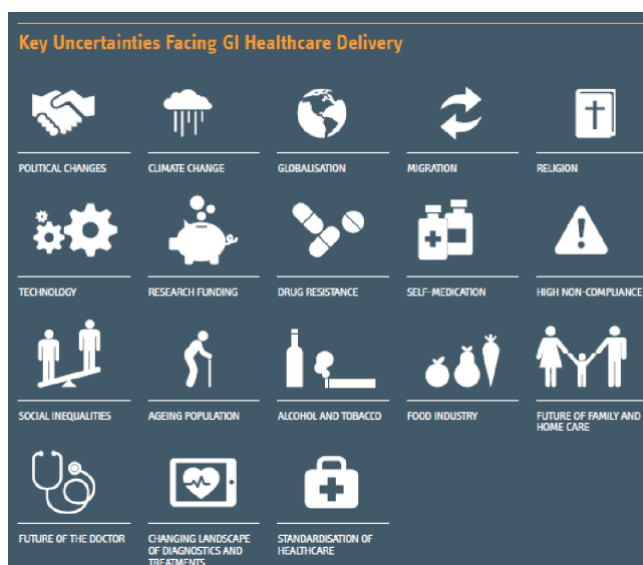 Key Uncertainties Facing GI Healthcare Delivery
POLITICAL CHANGES
CLIMATE CHANGE
GLOBALISATION
MIGRATION
RELIGION
TECHNOLOGY
RESEARCH FUNDING
DRUG RESISTANCE
SELF-MEDICATION
HIGH NON-COMPLIANCE
SOCIAL INEQUALITIES
AGEING POPULATION
ALCOHOL AND TOBACCO
FOOD INDUSTRY
FUTURE OF FAMILY AND
HOME CARE
FUTURE OF THE DOCTOR
CHANGING LANDSCAPE
OF DIAGNOSTICS AND
TREATMENTS
STANDARDISATION OF
HEALTHCARE